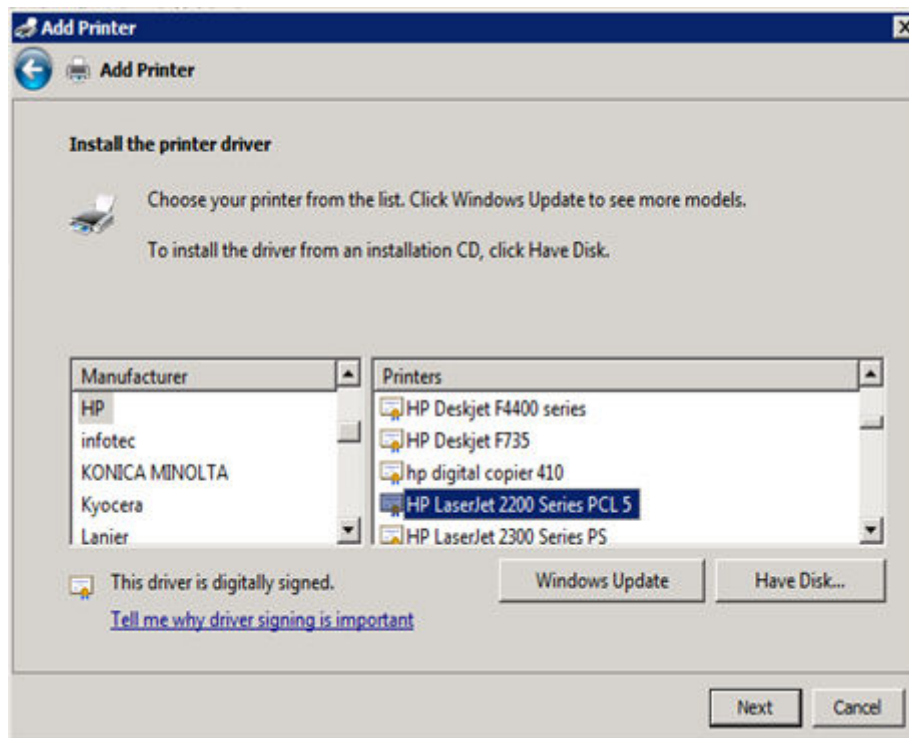 Add Printer
Add Printer
Install the printer driver
Choose your printer from the list. Click Windows Update to see more models.
To install the driver from an installation CD, click Have Disk.
Manufacturer
HP
infotec
KONICA MINOLTA
Kyocera
Lanier
Printers
HP Deskjet F4400 series
HP Deskjet F735
hp digital copier 410
HP LaserJet 2200 Series PCL 5
HP LaserJet 2300 Series PS
This driver is digitally signed.
Tell me why driver signing is important
Windows Update
Have Disk...
Next
Cancel